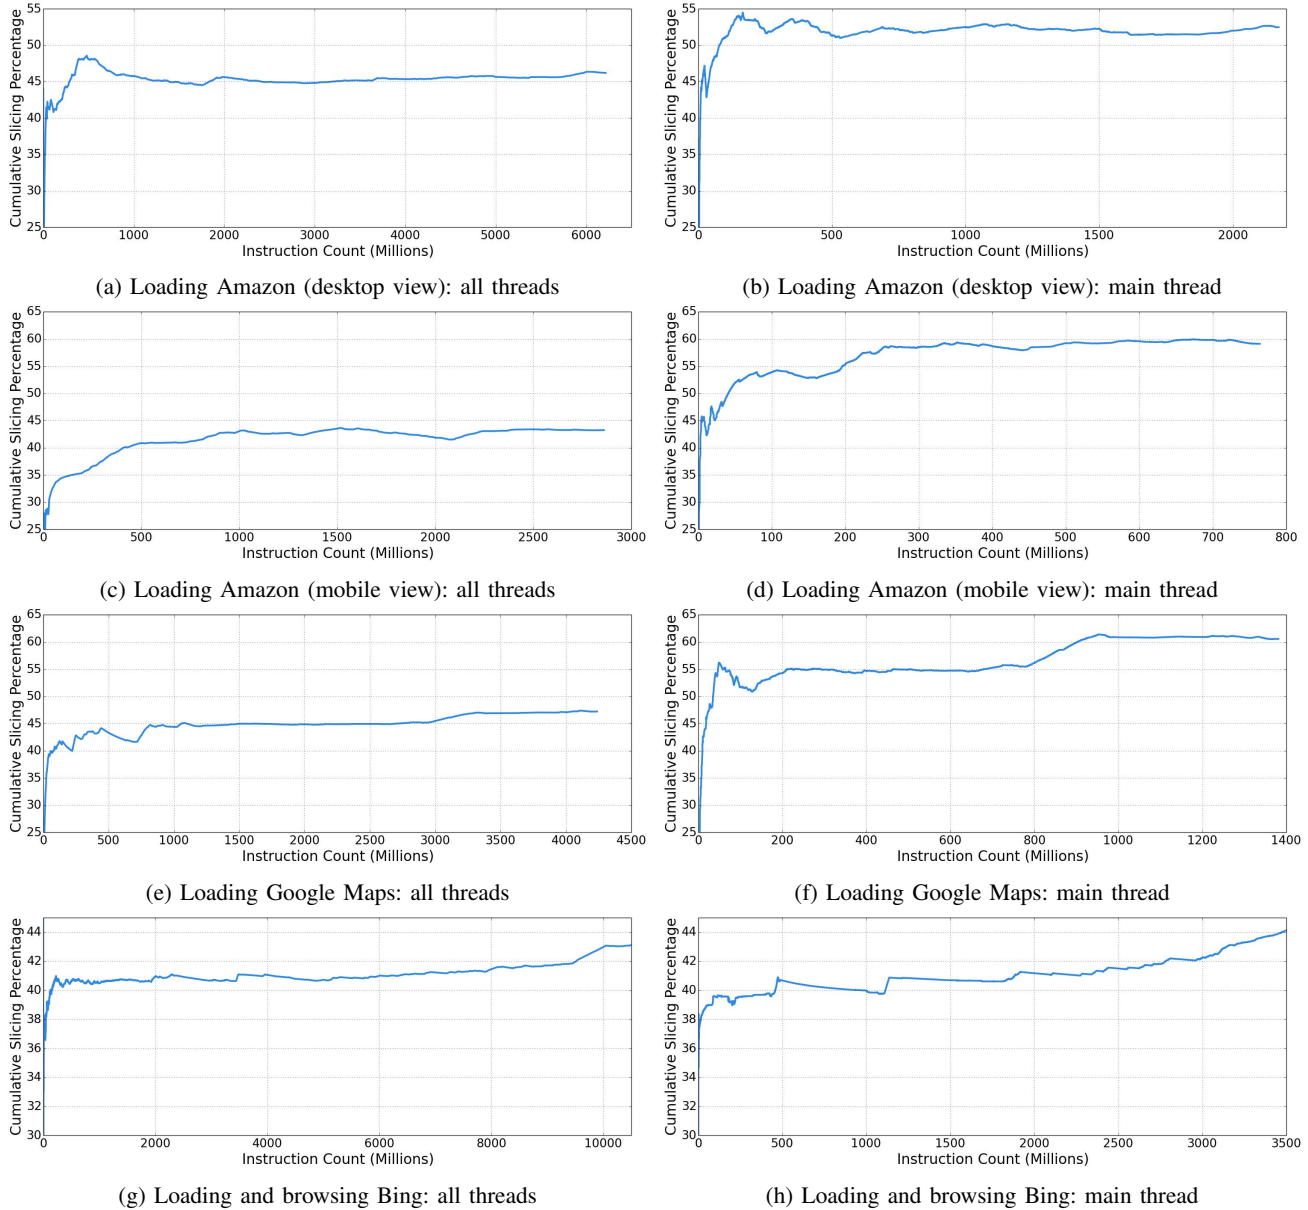 55
50
45
40
35
30
25
Cumulative Slicing Percentage
0 1000 2000 3000 4000 5000 6000
Instruction Count (Millions)
(a) Loading Amazon (desktop view): all threads
55
50
45
40
35
30
25
Cumulative Slicing Percentage
0 500 1000 1500 2000
Instruction Count (Millions)
(b) Loading Amazon (desktop view): main thread
65
60
55
50
45
40
35
30
25
Cumulative Slicing Percentage
0 500 1000 1500 2000 2500 3000
Instruction Count (Millions)
(c) Loading Amazon (mobile view): all threads
65
60
55
50
45
40
35
30
25
Cumulative Slicing Percentage
0 100 200 300 400 500 600 700 800
Instruction Count (Millions)
(d) Loading Amazon (mobile view): main thread
65
60
55
50
45
40
35
30
25
Cumulative Slicing Percentage
0 500 1000 1500 2000 2500 3000 3500 4000 4500
Instruction Count (Millions)
(e) Loading Google Maps: all threads
65
60
55
50
45
40
35
30
25
Cumulative Slicing Percentage
0 200 400 600 800 1000 1200 1400
Instruction Count (Millions)
(f) Loading Google Maps: main thread
44
42
40
38
36
34
32
30
Cumulative Slicing Percentage
0 2000 4000 6000 8000 10000
Instruction Count (Millions)
(g) Loading and browsing Bing: all threads
44
42
40
38
36
34
32
30
Cumulative Slicing Percentage
0 500 1000 1500 2000 2500 3000 3500
Instruction Count (Millions)
(h) Loading and browsing Bing: main thread